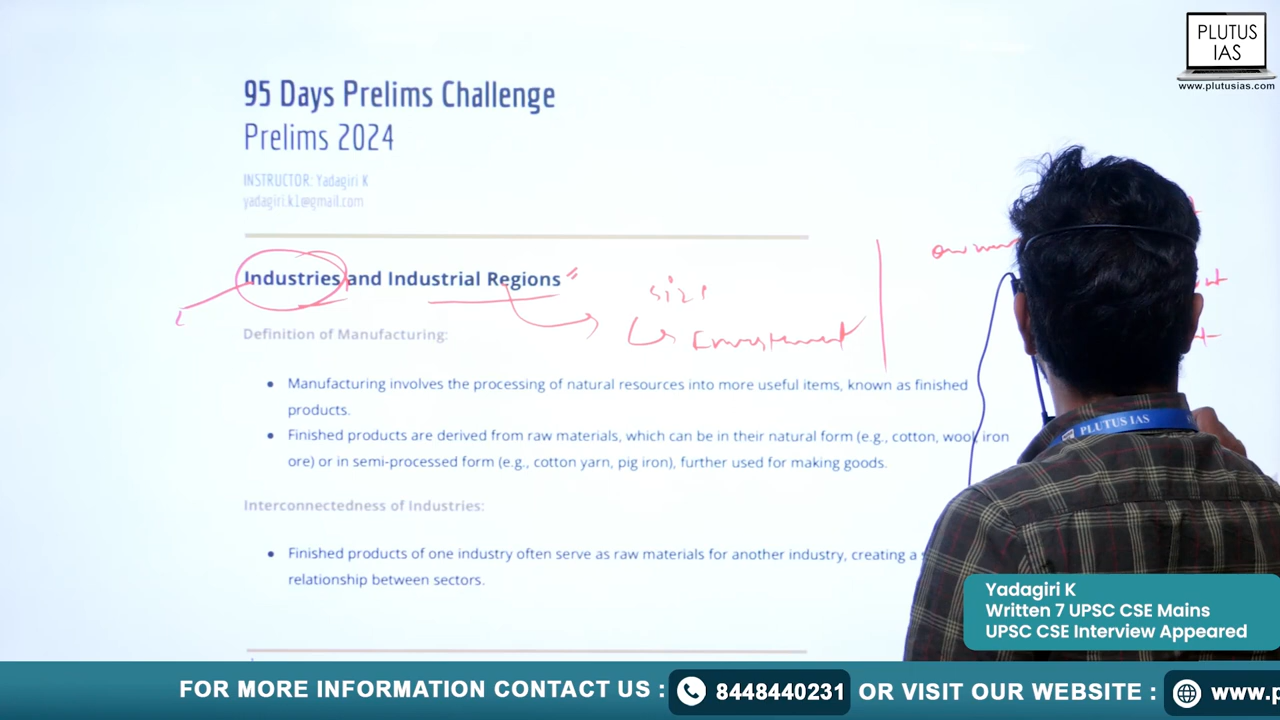 PLUTUS
IAS
www.plutusias.com
95 Days Prelims Challenge
Prelims 2024
INSTRUCTOR: Yadagiri K
yadagiri.k1@gmail.com
Industries and Industrial Regions
size
Investement
Definition of Manufacturing:
Manufacturing involves the processing of natural resources into more useful items, known as finished
products.
Finished products are derived from raw materials, which can be in their natural form (e.g., cotton, wool, iron
ore) or in semi-processed form (e.g., cotton yarn, pig iron), further used for making goods.
PLUTUS IAS
Interconnectedness of Industries:
Finished products of one industry often serve as raw materials for another industry, creating a
relationship between sectors.
Yadagiri K
Written 7 UPSC CSE Mains
UPSC CSE Interview Appeared
FOR MORE INFORMATION CONTACT US : 8448440231 OR VISIT OUR WEBSITE : www.p